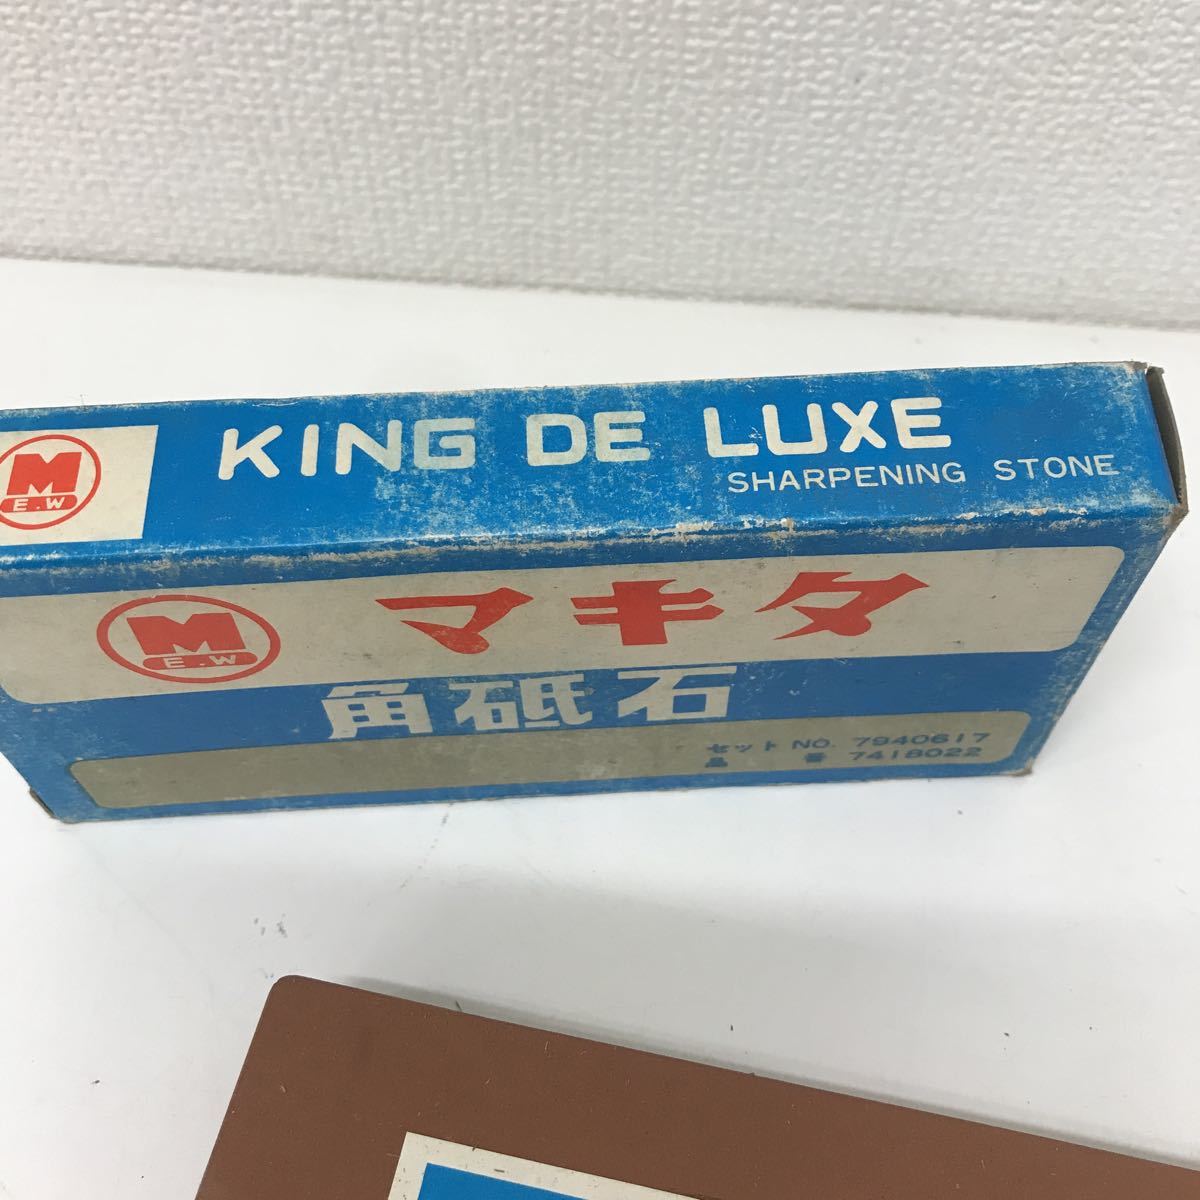 M
E.W
KING DE LUXE
SHARPENING STONE
M
E.W
マキタ
角砥石
セット NO. 7940617
品番 7418022